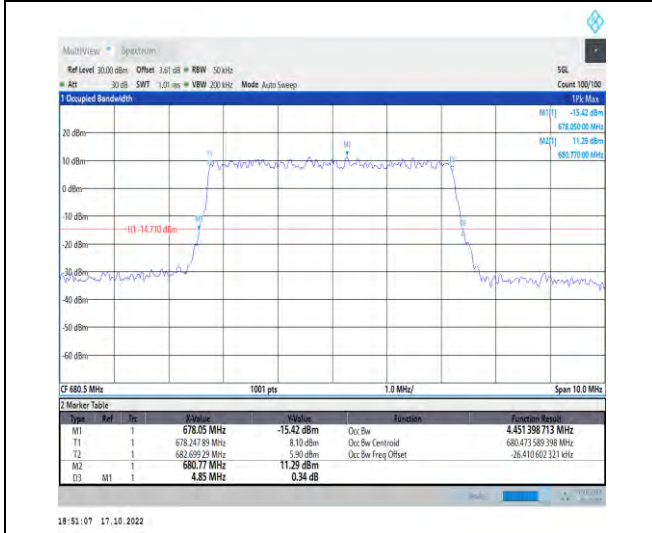 MultiView Spectrum
Ref Level 30.00 dBm Offset 3.61 dB RBW 50 kHz SGL
Att 30 dB SWT 1.01 ms VBW 200 kHz Mode Auto Sweep Count 100/100
1 Occupied Bandwidth 1Pk Max
M1[1] -15.42 dBm
678.050 00 MHz
M2[1] 11.29 dBm
680.770 00 MHz
20 dBm
M2
T1
10 dBm
0 dBm
-10 dBm
M1
H1 -14.710 dBm
-30 dBm
-40 dBm
-50 dBm
-60 dBm
CF 680.5 MHz 1001 pts 1.0 MHz/ Span 10.0 MHz
2 Marker Table
Type Ref Trc X-Value Y-Value Function Function Result
M1 1 678.05 MHz -15.42 dBm Occ Bw 4.451 398 713 MHz
T1 1 678.247 89 MHz 8.10 dBm Occ Bw Centroid 680.473 589 398 MHz
T2 1 682.699 29 MHz 5.90 dBm Occ Bw Freq Offset -26.410 602 321 kHz
M2 1 680.77 MHz 11.29 dBm
D3 M1 1 4.85 MHz 0.34 dB
18:51:07 17.10.2022